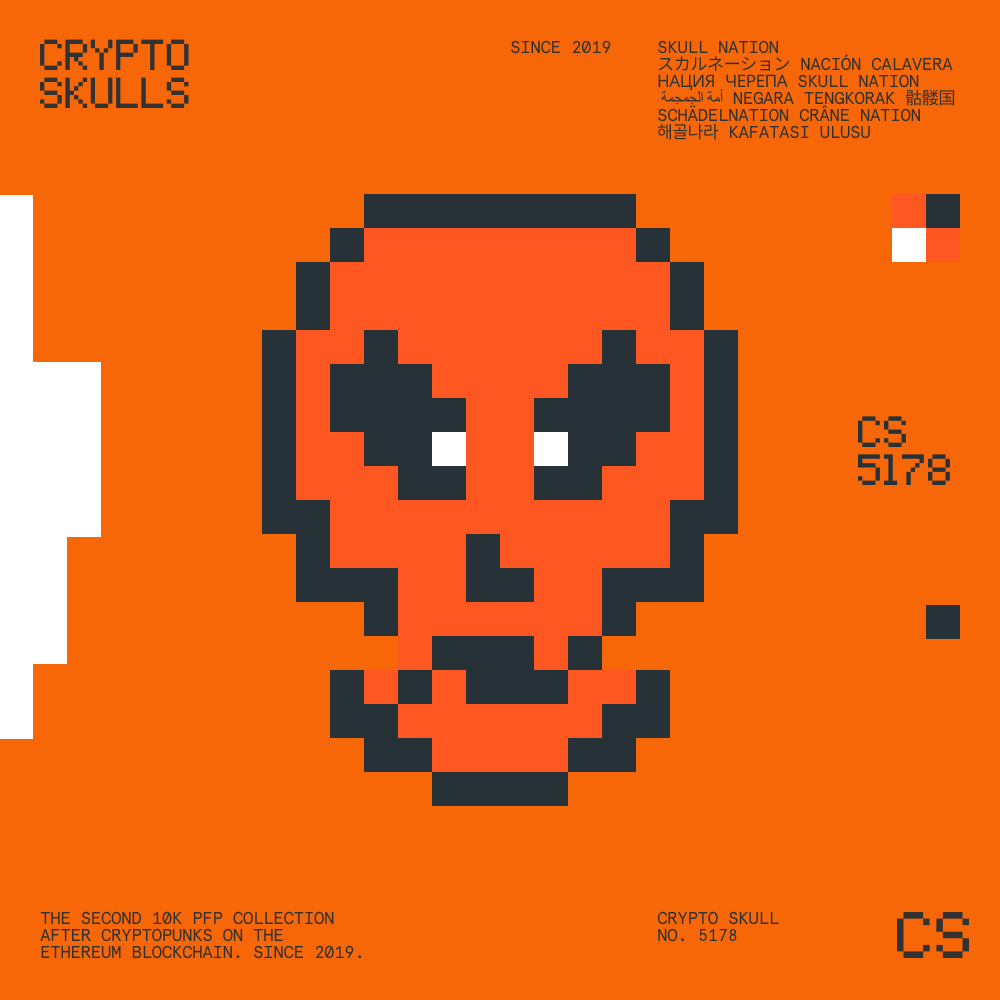 CRYPTO
SKULLS
SINCE 2019
SKULL NATION
スカルネーション NACIÓN CALAVERA
НАЦИЯ ЧЕРЕПА SKULL NATION
أمة الجمجمة NEGARA TENGKORAK 骷髅国
SCHÄDELNATION CRÂNE NATION
해골나라 KAFATASI ULUSU
CS
5178
THE SECOND 10K PFP COLLECTION
AFTER CRYPTOPUNKS ON THE
ETHEREUM BLOCKCHAIN. SINCE 2019.
CRYPTO SKULL
NO. 5178
CS